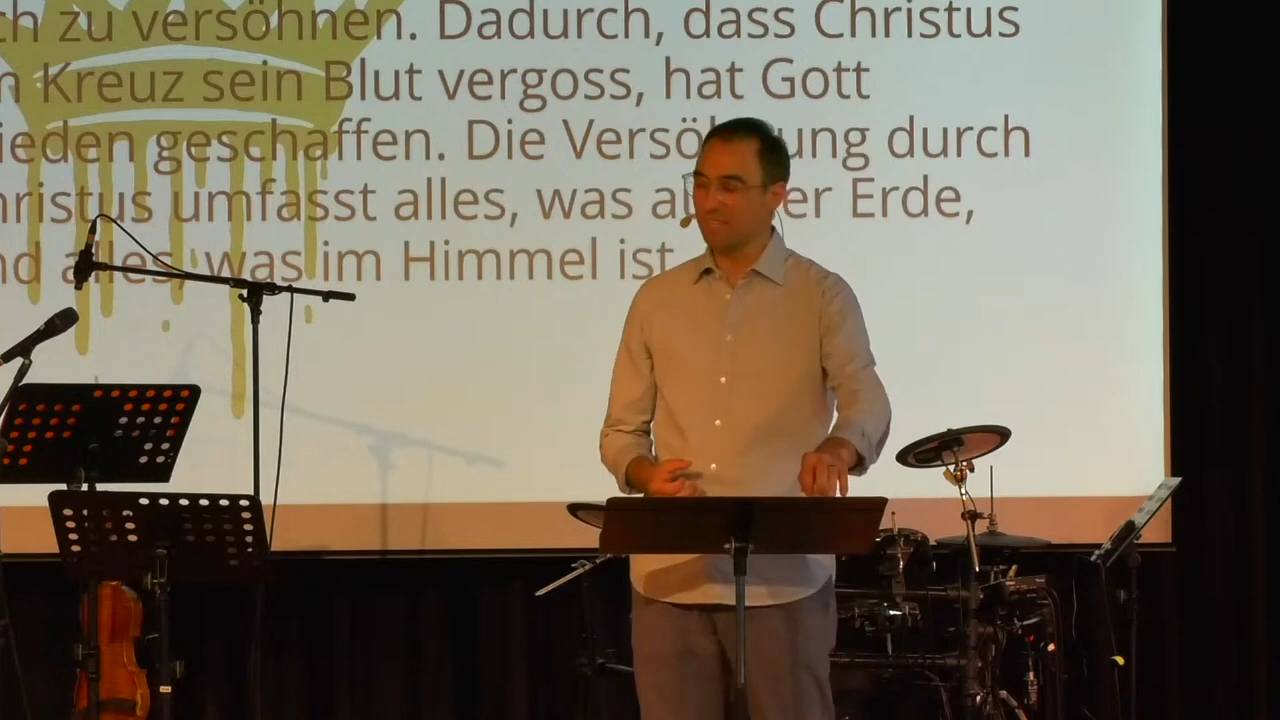 zu versöhnen. Dadurch, dass Christus
Kreuz sein Blut vergoss, hat Gott
geschaffen. Die durch
umfasst alles, was Erde,
alles, was im Himmel ist